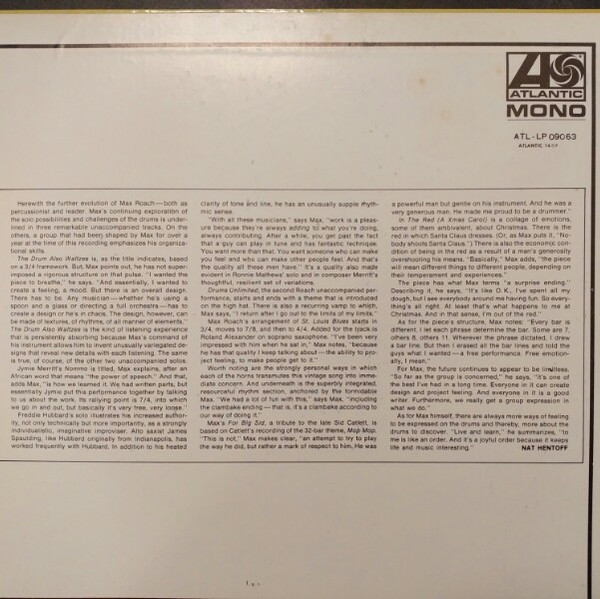 ATLANTIC
MONO
ATL-LP 09063
Herewith the further evolution of Max Roach—both as
percussionist and leader. Max's continuing exploration of
the solo possibilities and challenges of the drums is under-
lined in three remarkable unaccompanied tracks. On the
others, a group that had been shaped by Max for over a
year at the time of this recording emphasizes his organiza-
tional skills.
The Drum Also Waltzes is, as the title indicates, based
on a 3/4 framework. But, Max points out, he has not super-
imposed a rigorous structure on that pulse. "I wanted the
piece to breathe," he says. "And essentially, I wanted to
create a feeling, a mood. But there is an overall design.
There has to be. Any musician—whether he's using a
spoon and a glass or directing a full orchestra—has to
create a design or he's in chaos. The design, however, can
be made of textures, of rhythms, of all manner of elements."
The Drum Also Waltzes is the kind of listening experience
that is persistently absorbing because Max's command of
his instrument allows him to invent unusually variegated de-
signs that reveal new details with each listening. The same
is true, of course, of the other two unaccompanied solos.
Jymie Merritt's Nommo is titled, Max explains, after an
African word that means "the power of speech." And that,
adds Max, "is how we learned it. We had written parts, but
essentially Jymie put this performance together by talking
to us about the work. Its rallying point is 7/4, into which
we go in and out, but basically it's very free, very loose."
Freddie Hubbard's solo illustrates his increased author-
ity, not only technically but more importantly, as a strongly
individualistic, imaginative improviser. Alto saxist James
Spaulding, like Hubbard originally from Indianapolis, has
worked frequently with Hubbard. In addition to his heated
clarity of tone and line, he has an unusually supple rhyth-
mic sense.
"With all these musicians," says Max, "work is a pleas-
ure because they're always adding to what you're doing,
always contributing. After a while, you get past the fact
that a guy can play in tune and has fantastic technique.
You want more than that. You want someone who can make
you feel and who can make other people feel. And that's
the quality all these men have." It's a quality also made
evident in Ronnie Mathews' solo and in composer Merritt's
thoughtful, resilient set of variations.
Drums Unlimited, the second Roach unaccompanied per-
formance, starts and ends with a theme that is introduced
on the high hat. There is also a recurring vamp to which,
Max says, "I return after I go out to the limits of my limits."
Max Roach's arrangement of St. Louis Blues starts in
3/4, moves to 7/8, and then to 4/4. Added for the track is
Roland Alexander on soprano saxophone. "I've been very
impressed with him when he sat in," Max notes, "because
he has that quality I keep talking about—the ability to pro-
ject feeling, to make people get to it."
Worth noting are the strongly personal ways in which
each of the horns transmutes this vintage song into imme-
diate concern. And underneath is the superbly integrated,
resourceful rhythm section, anchored by the formidable
Max. "We had a lot of fun with this," says Max, "including
the clambake ending—that is, it's a clambake according to
our way of doing it."
Max's For Big Sid, a tribute to the late Sid Catlett, is
based on Catlett's recording of the 32-bar theme, Mop Mop.
"This is not," Max makes clear, "an attempt to try to play
the way he did, but rather a mark of respect to him. He was
a powerful man but gentle on his instrument. And he was a
very generous man. He made me proud to be a drummer."
In The Red (A Xmas Carol) is a collage of emotions,
some of them ambivalent, about Christmas. There is the
red in which Santa Claus dresses. (Or, as Max puts it, "No-
body shoots Santa Claus.") There is also the economic con-
dition of being in the red as a result of a man's generosity
overshooting his means. "Basically," Max adds, "the piece
will mean different things to different people, depending on
their temperament and experiences."
The piece has what Max terms "a surprise ending."
Describing it, he says, "It's like O.K., I've spent all my
dough, but I see everybody around me having fun. So every-
thing's all right. At least that's what happens to me at
Christmas. And in that sense, I'm out of the red."
As for the piece's structure, Max notes: "Every bar is
different. I let each phrase determine the bar. Some are 7,
others 8, others 11. Wherever the phrase dictated, I drew
a bar line. But then I erased all the bar lines and told the
guys what I wanted—a free performance. Free emotion-
ally, I mean."
For Max, the future continues to appear to be limitless.
"So far as the group is concerned," he says, "it's one of
the best I've had in a long time. Everyone in it can create
design and project feeling. And everyone in it is a good
writer. Furthermore, we really get a group expression in
what we do."
As for Max himself, there are always more ways of feeling
to be expressed on the drums and thereby, more about the
drums to discover. "Live and learn," he summarizes, "to
me is like an order. And it's a joyful order because it keeps
life and music interesting."
NAT HENTOFF